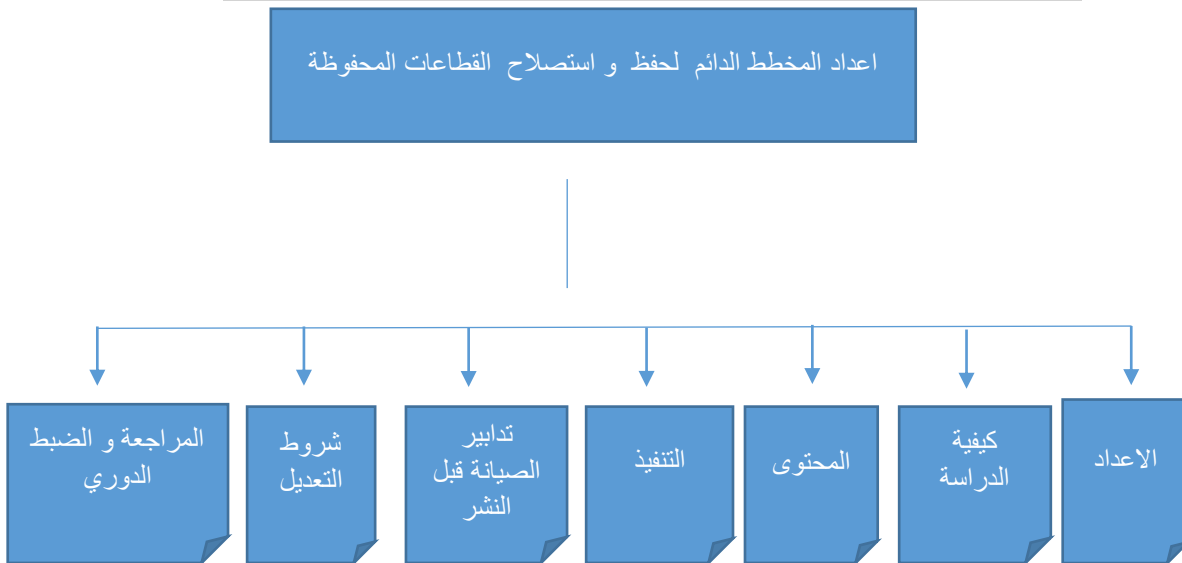 اعداد المخطط الدائم لحفظ و استصلاح القطاعات المحفوظة
الاعداد
كيفية
الدراسة
المحتوى
التنفيذ
تدابير
الصيانة قبل
النشر
شروط
التعديل
المراجعة و الضبط
الدوري